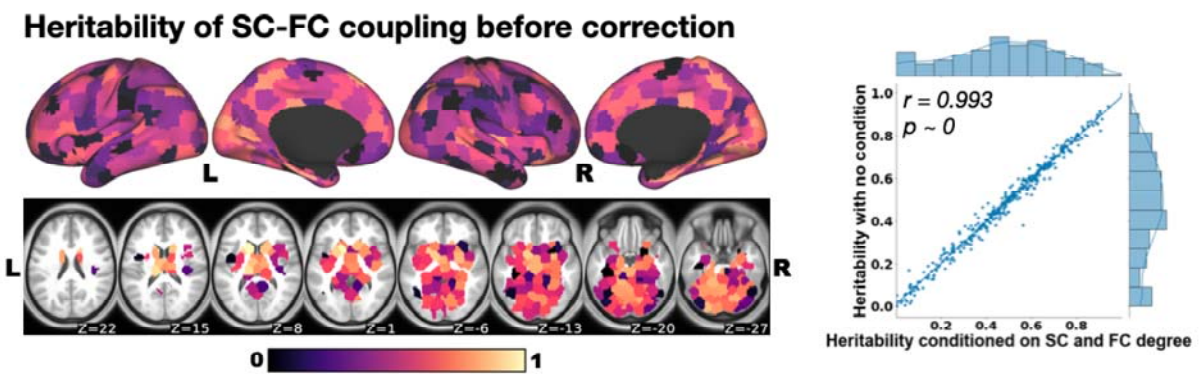 Heritability of SC-FC coupling before correction
L
R
L
R
Z=22
Z=15
Z=8
Z=1
Z=-6
Z=-13
Z=-20
Z=-27
0
1
r = 0.993
p ~ 0
Heritability with no condition
1.0
0.8
0.6
0.4
0.2
0.0
0.2
0.4
0.6
0.8
Heritability conditioned on SC and FC degree